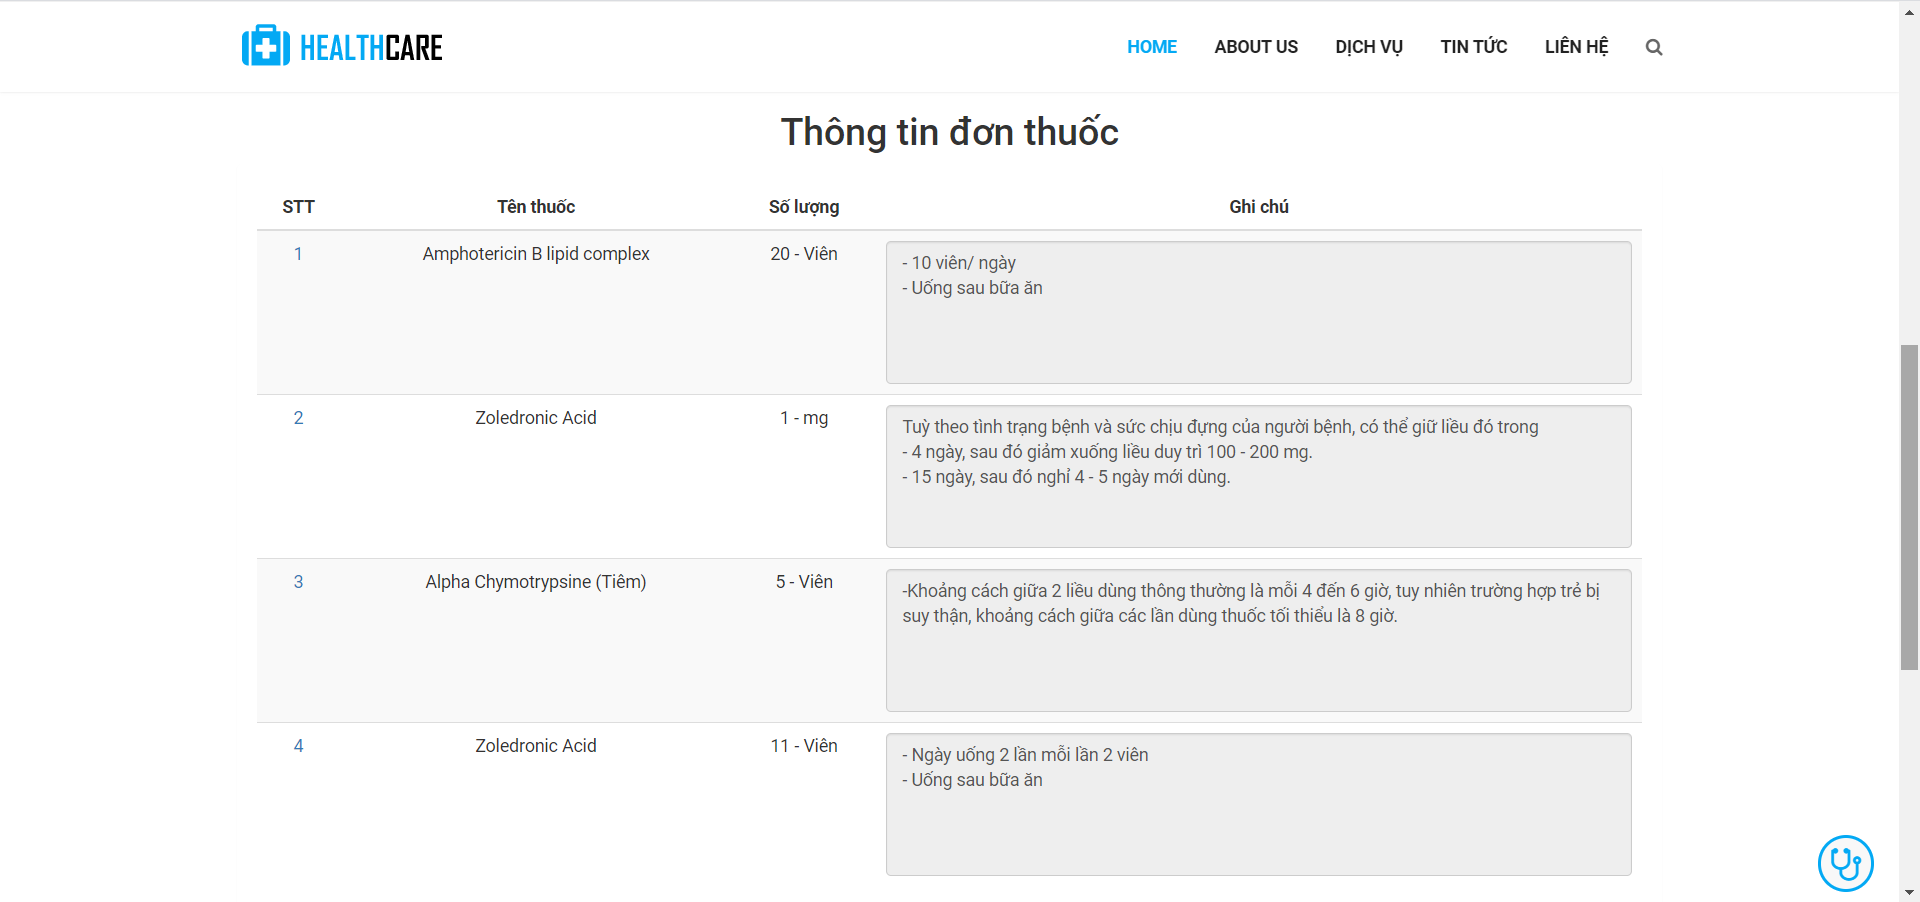 HEALTHCARE
HOME ABOUT US DỊCH VỤ TIN TỨC LIÊN HỆ
Thông tin đơn thuốc
STT Tên thuốc Số lượng Ghi chú
1 Amphotericin B lipid complex 20 - Viên
- 10 viên/ ngày
- Uống sau bữa ăn
2 Zoledronic Acid 1 - mg
Tuỳ theo tình trạng bệnh và sức chịu đựng của người bệnh, có thể giữ liều đó trong
- 4 ngày, sau đó giảm xuống liều duy trì 100 - 200 mg.
- 15 ngày, sau đó nghỉ 4 - 5 ngày mới dùng.
3 Alpha Chymotrypsine (Tiêm) 5 - Viên
-Khoảng cách giữa 2 liều dùng thông thường là mỗi 4 đến 6 giờ, tuy nhiên trường hợp trẻ bị
suy thận, khoảng cách giữa các lần dùng thuốc tối thiểu là 8 giờ.
4 Zoledronic Acid 11 - Viên
- Ngày uống 2 lần mỗi lần 2 viên
- Uống sau bữa ăn